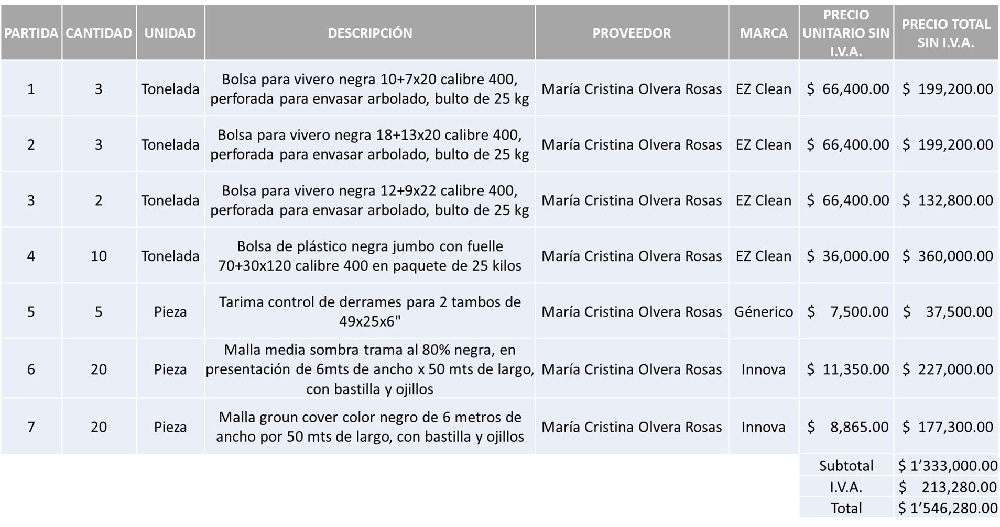 PARTIDA CANTIDAD UNIDAD DESCRIPCIÓN PROVEEDOR MARCA PRECIO UNITARIO SIN I.V.A. PRECIO TOTAL SIN I.V.A.
1 3 Tonelada Bolsa para vivero negra 10+7x20 calibre 400,
perforada para envasar arbolado, bulto de 25 kg María Cristina Olvera Rosas EZ Clean $ 66,400.00 $ 199,200.00
2 3 Tonelada Bolsa para vivero negra 18+13x20 calibre 400,
perforada para envasar arbolado, bulto de 25 kg María Cristina Olvera Rosas EZ Clean $ 66,400.00 $ 199,200.00
3 2 Tonelada Bolsa para vivero negra 12+9x22 calibre 400,
perforada para envasar arbolado, bulto de 25 kg María Cristina Olvera Rosas EZ Clean $ 66,400.00 $ 132,800.00
4 10 Tonelada Bolsa de plástico negra jumbo con fuelle
70+30x120 calibre 400 en paquete de 25 kilos María Cristina Olvera Rosas EZ Clean $ 36,000.00 $ 360,000.00
5 5 Pieza Tarima control de derrames para 2 tambos de
49x25x6" María Cristina Olvera Rosas Génerico $ 7,500.00 $ 37,500.00
6 20 Pieza Malla media sombra trama al 80% negra, en
presentación de 6mts de ancho x 50 mts de largo,
con bastilla y ojillos María Cristina Olvera Rosas Innova $ 11,350.00 $ 227,000.00
7 20 Pieza Malla groun cover color negro de 6 metros de
ancho por 50 mts de largo, con bastilla y ojillos María Cristina Olvera Rosas Innova $ 8,865.00 $ 177,300.00
Subtotal $ 1’333,000.00
I.V.A. $ 213,280.00
Total $ 1’546,280.00